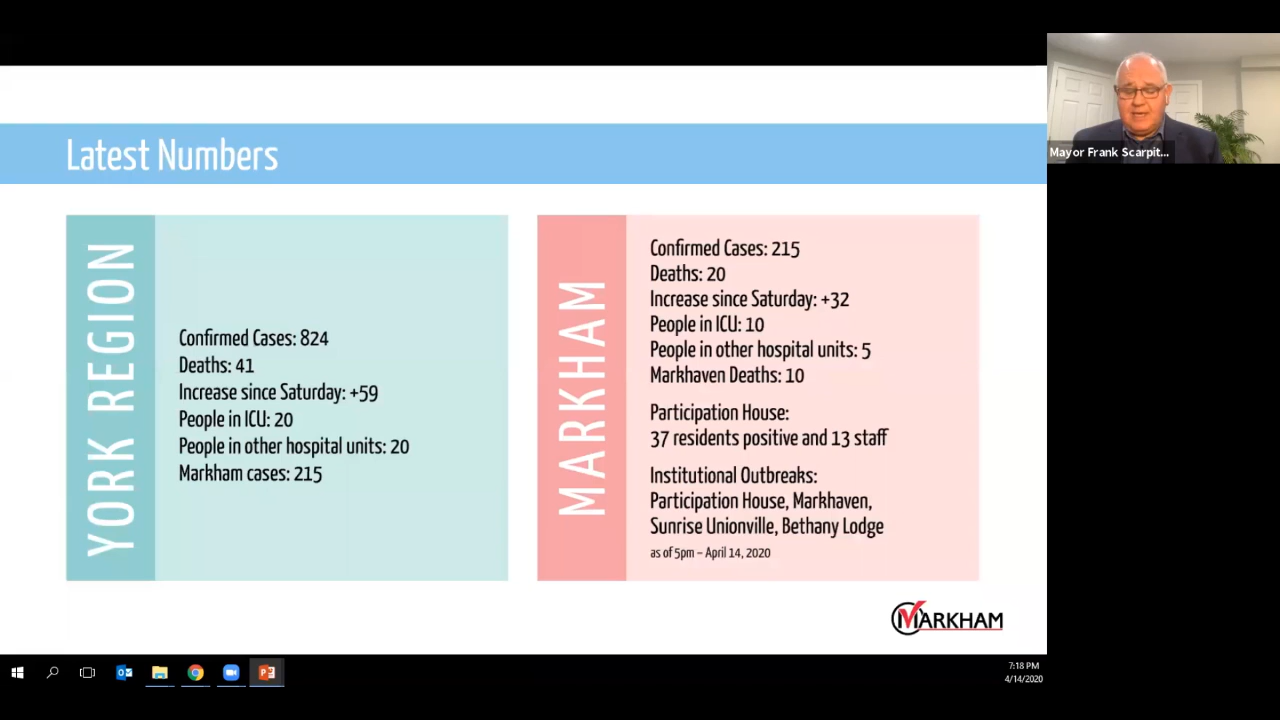 Latest Numbers
YORK REGION
Confirmed Cases: 824
Deaths: 41
Increase since Saturday: +59
People in ICU: 20
People in other hospital units: 20
Markham cases: 215
MARKHAM
Confirmed Cases: 215
Deaths: 20
Increase since Saturday: +32
People in ICU: 10
People in other hospital units: 5
Markhaven Deaths: 10
Participation House:
37 residents positive and 13 staff
Institutional Outbreaks:
Participation House, Markhaven,
Sunrise Unionville, Bethany Lodge
as of 5pm – April 14, 2020
MARKHAM
Mayor Frank Scarpit...
7:18 PM
4/14/2020